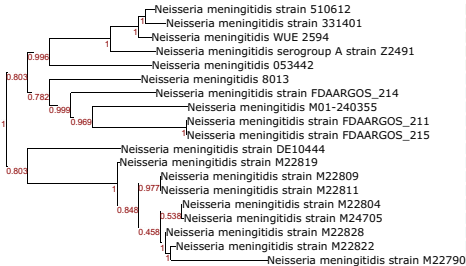 Neisseria meningitidis strain 510612
1
Neisseria meningitidis strain 331401
1
Neisseria meningitidis WUE 2594
1
Neisseria meningitidis serogroup A strain Z2491
0.996
Neisseria meningitidis 053442
0.803
Neisseria meningitidis 8013
0.782
Neisseria meningitidis strain FDAARGOS_214
0.999
Neisseria meningitidis M01-240355
0.969
Neisseria meningitidis strain FDAARGOS_211
1
Neisseria meningitidis strain FDAARGOS_215
1
Neisseria meningitidis strain DE10444
0.803
Neisseria meningitidis strain M22819
1
Neisseria meningitidis strain M22809
0.977
Neisseria meningitidis strain M22811
0.848
Neisseria meningitidis strain M22804
0.538
Neisseria meningitidis strain M24705
0.458
Neisseria meningitidis strain M22828
1
Neisseria meningitidis strain M22822
1
Neisseria meningitidis strain M22790